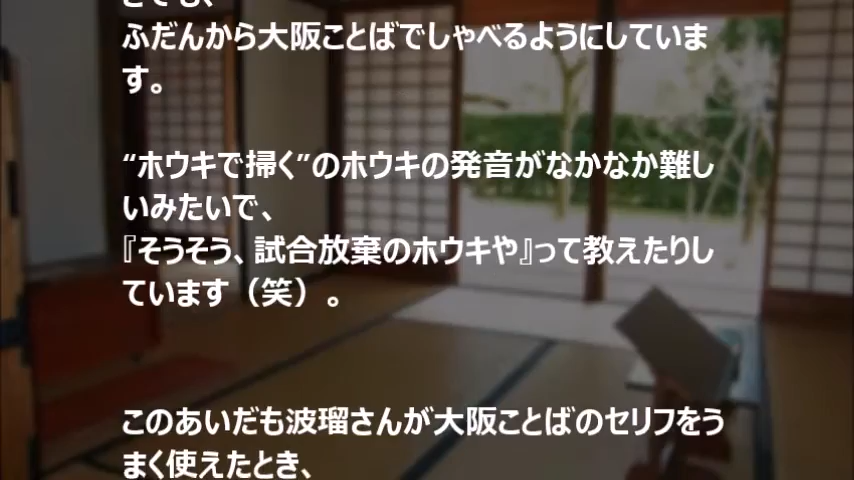 とても、
ふだんから大阪ことばでしゃべるようにしていま
す。
“ホウキで掃く”のホウキの発音がなかなか難し
いみたいで、
『そうそう、試合放棄のホウキや』って教えたりし
ています（笑）。
このあいだも波瑠さんが大阪ことばのセリフをう
まく使えたとき、